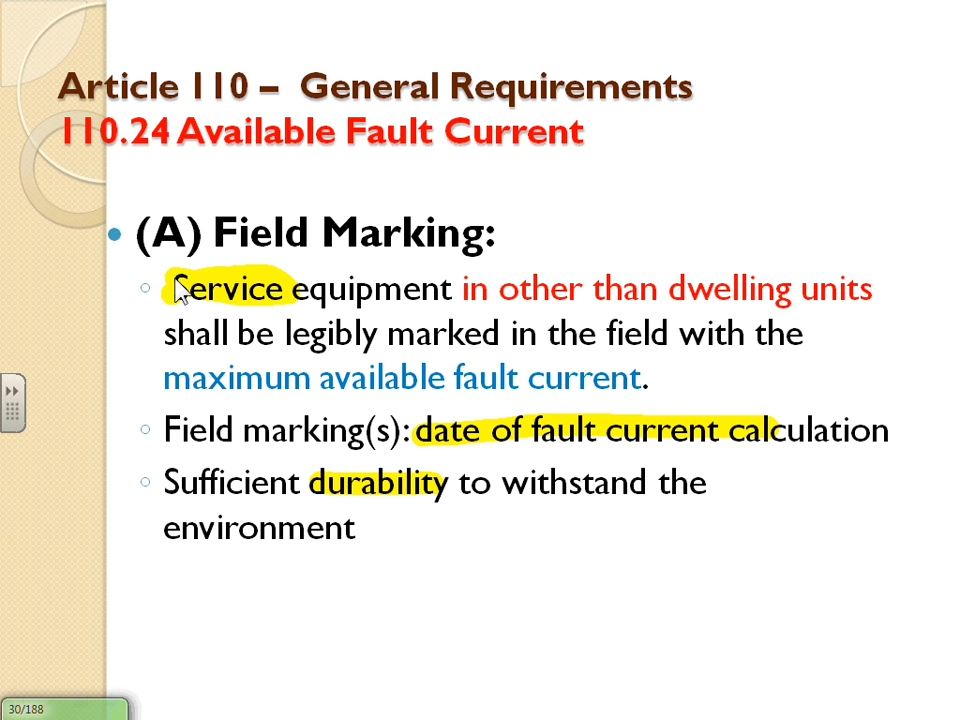 Article 110 – General Requirements
110.24 Available Fault Current
• (A) Field Marking:
◦ Service equipment in other than dwelling units
shall be legibly marked in the field with the
maximum available fault current.
◦ Field marking(s): date of fault current calculation
◦ Sufficient durability to withstand the
environment
30/188